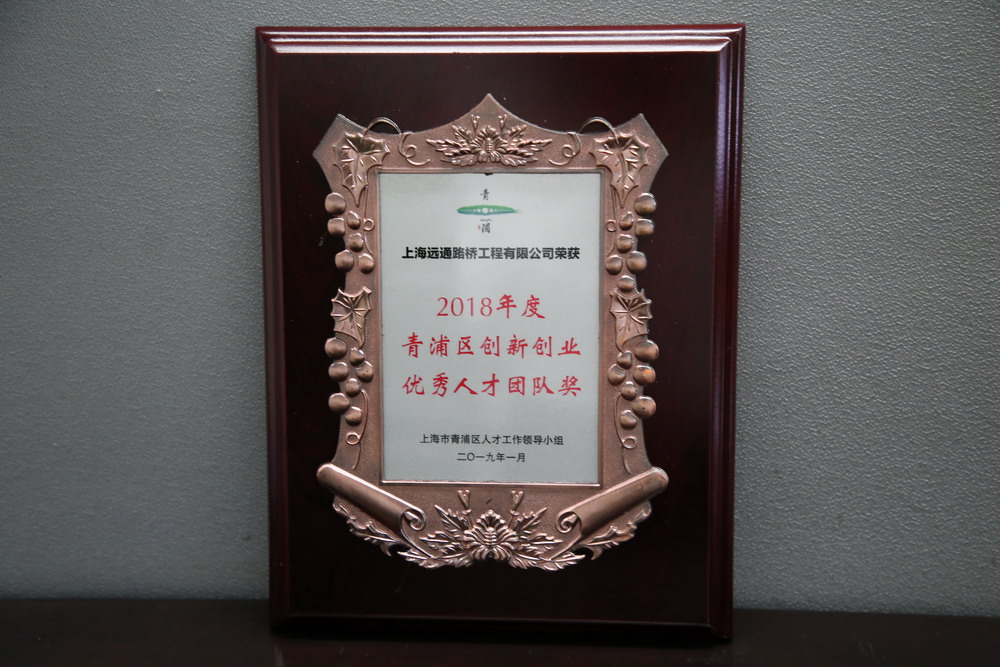 青
浦
上海远通路桥工程有限公司荣获
2018年度
青浦区创新创业
优秀人才团队奖
上海市青浦区人才工作领导小组
二〇一九年一月